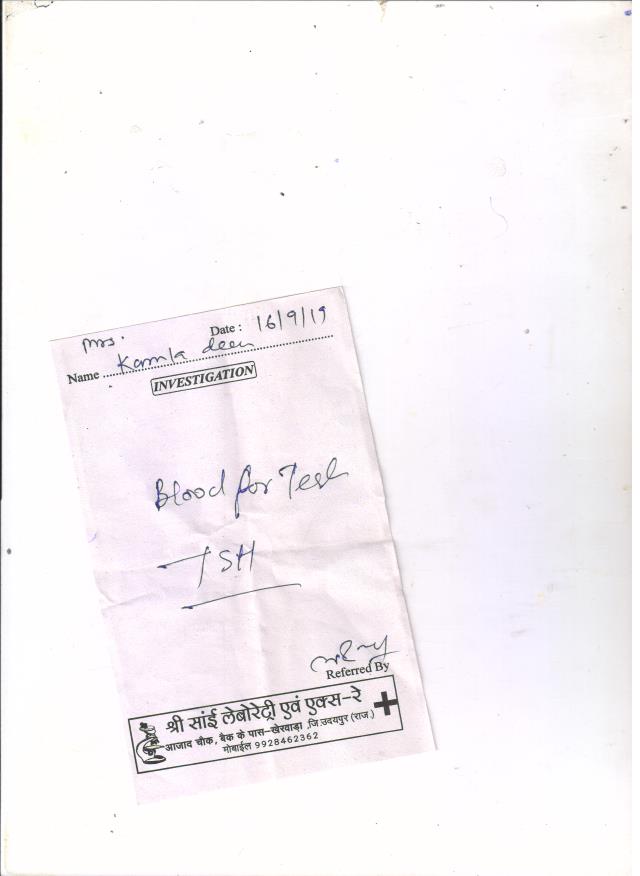 Mrs.
Date : 16/9/19
Name Kamla deen
INVESTIGATION
Blood for Test
TSH
Referred By
श्री सांई लेबोरेट्री एवं एक्स-रे
आजाद चौक, बैक के पास-खेरवाड़ा ,जि.उदयपुर (राज.)
मोबाईल 9928462362